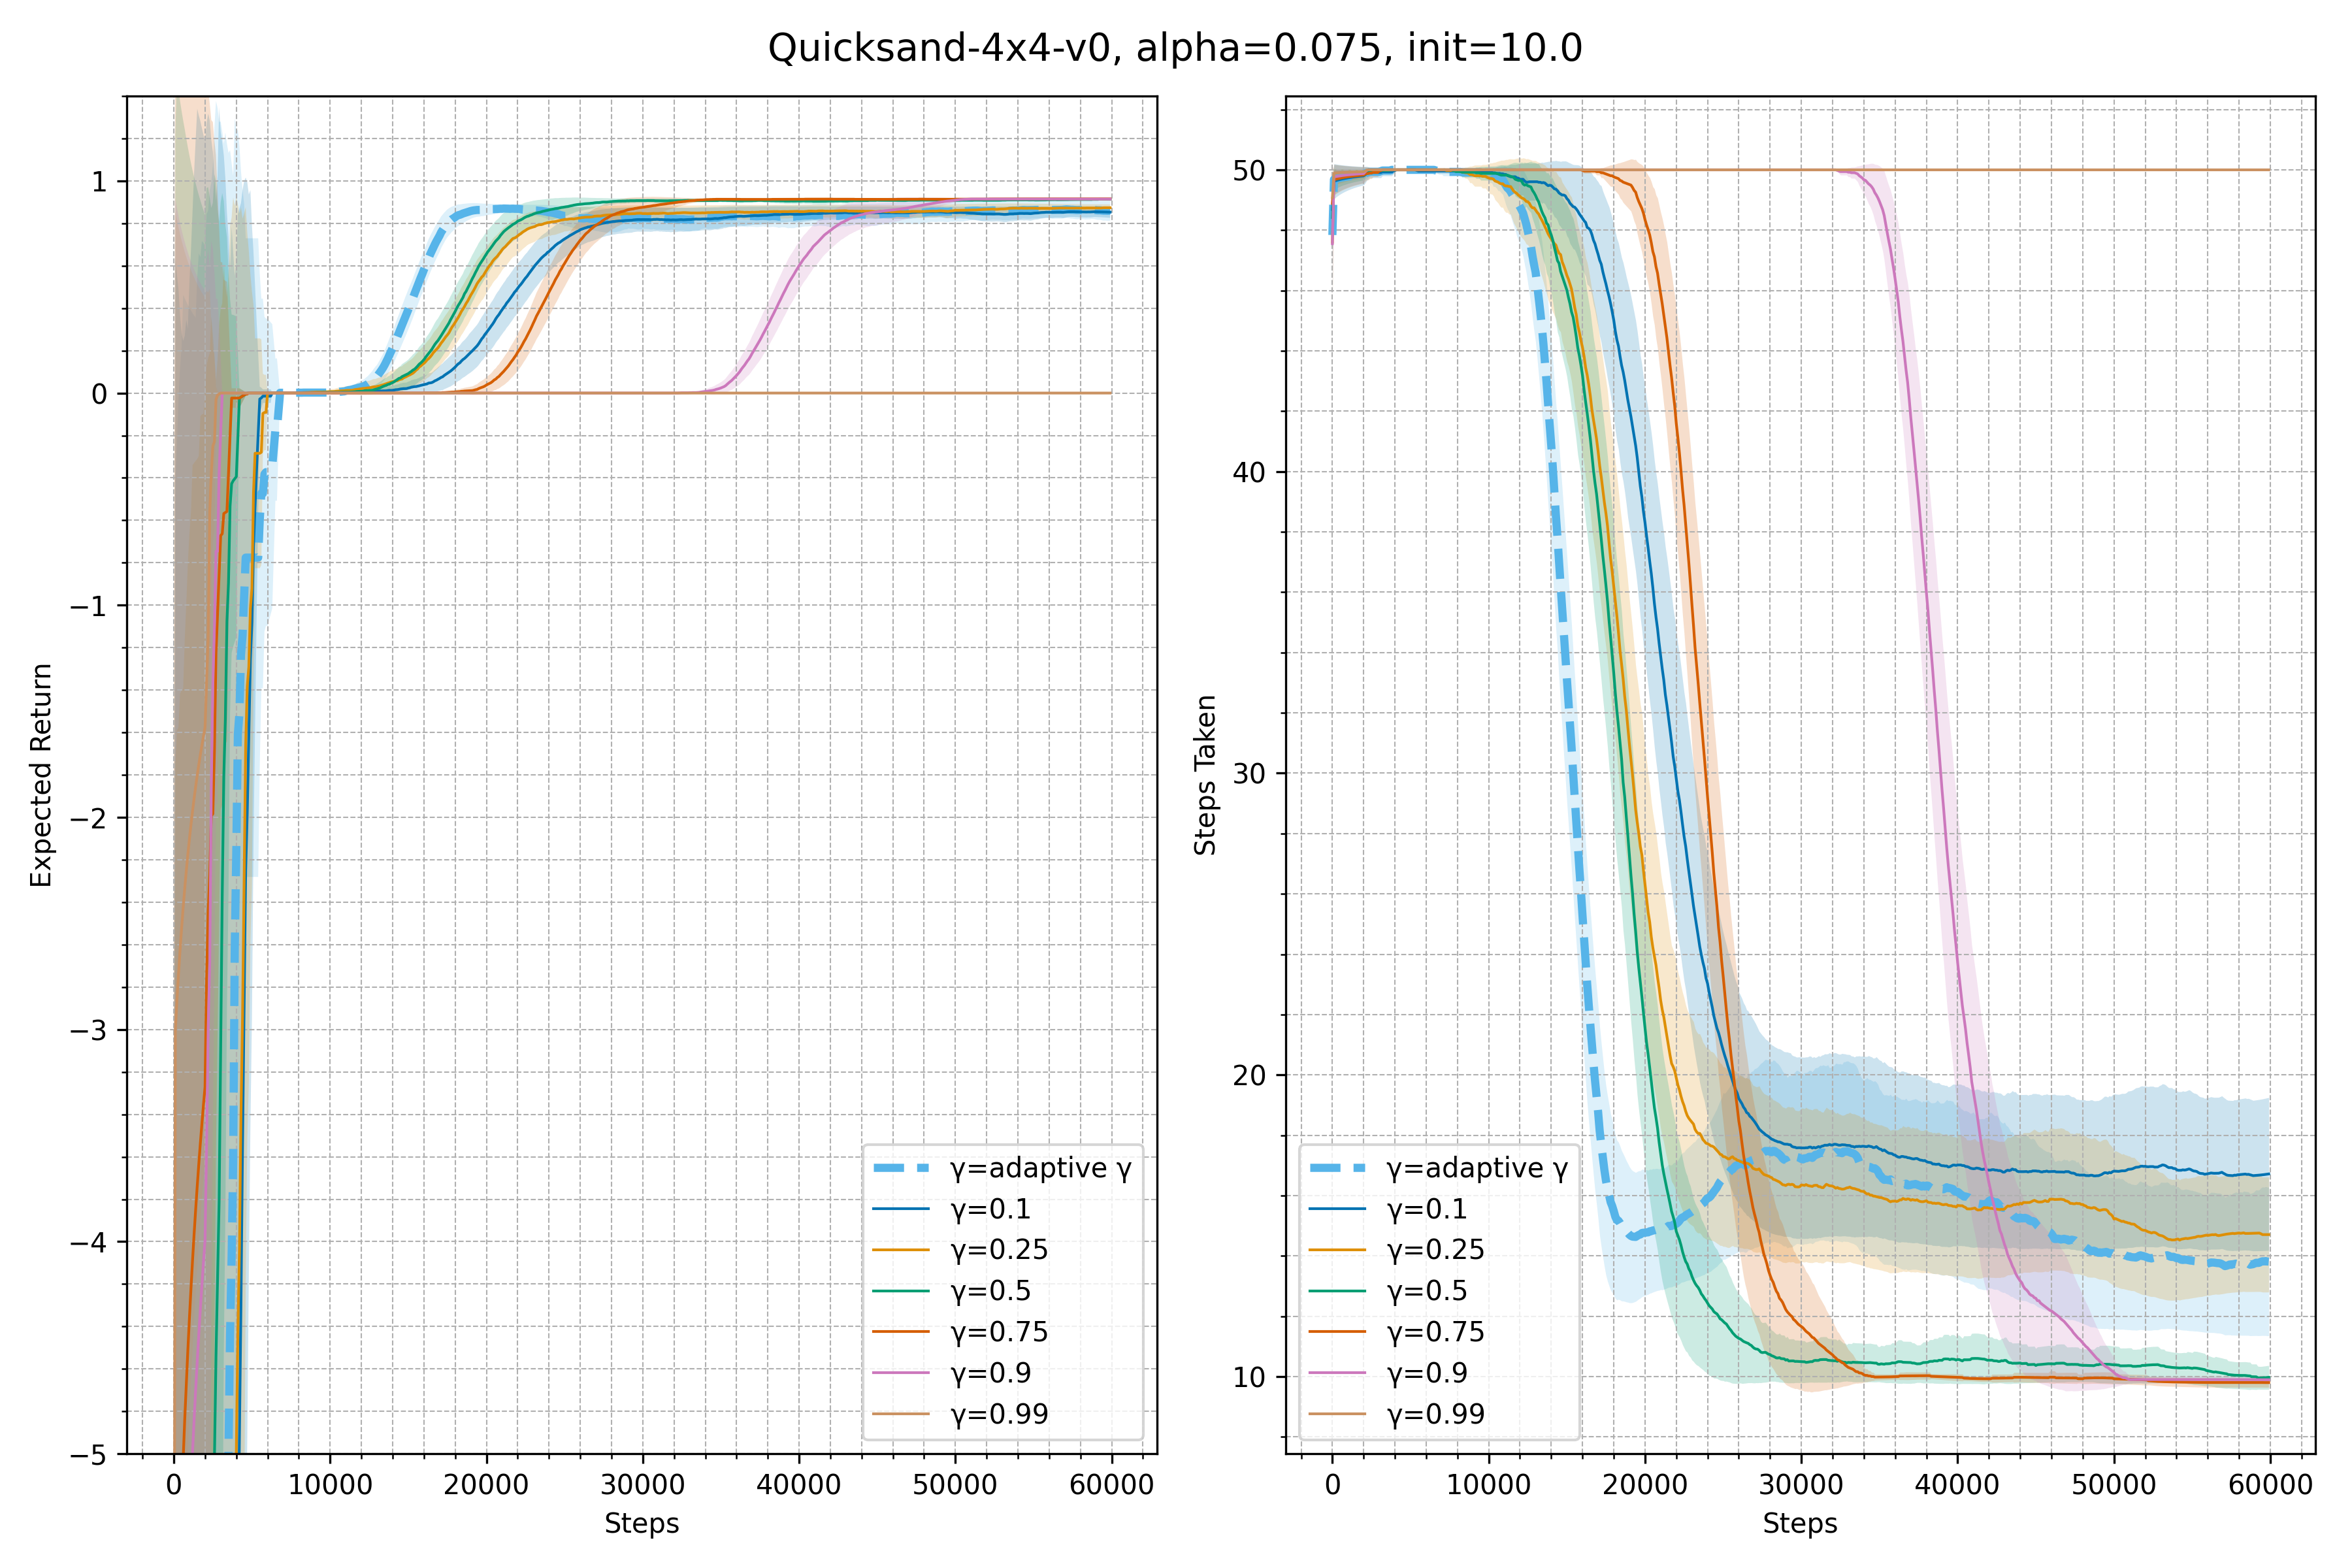 Quicksand-4x4-v0, alpha=0.075, init=10.0
Expected Return
1
0
−1
−2
−3
−4
−5
0 10000 20000 30000 40000 50000 60000
Steps
γ=adaptive γ
γ=0.1
γ=0.25
γ=0.5
γ=0.75
γ=0.9
γ=0.99
Steps Taken
50
40
30
20
10
0 10000 20000 30000 40000 50000 60000
Steps
γ=adaptive γ
γ=0.1
γ=0.25
γ=0.5
γ=0.75
γ=0.9
γ=0.99